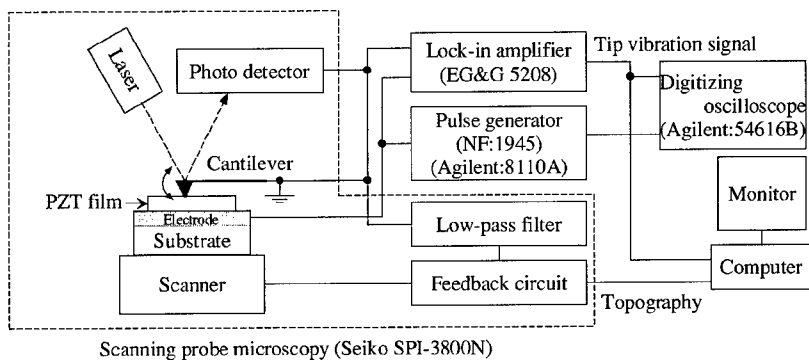 Laser
Photo detector
Lock-in amplifier
(EG&G 5208)
Tip vibration signal
Digitizing
oscilloscope
(Agilent:54616B)
Pulse generator
(NF:1945)
(Agilent:8110A)
Cantilever
PZT film
Electrode
Substrate
Scanner
Low-pass filter
Feedback circuit
Monitor
Computer
Topography
Scanning probe microscopy (Seiko SPI-3800N)